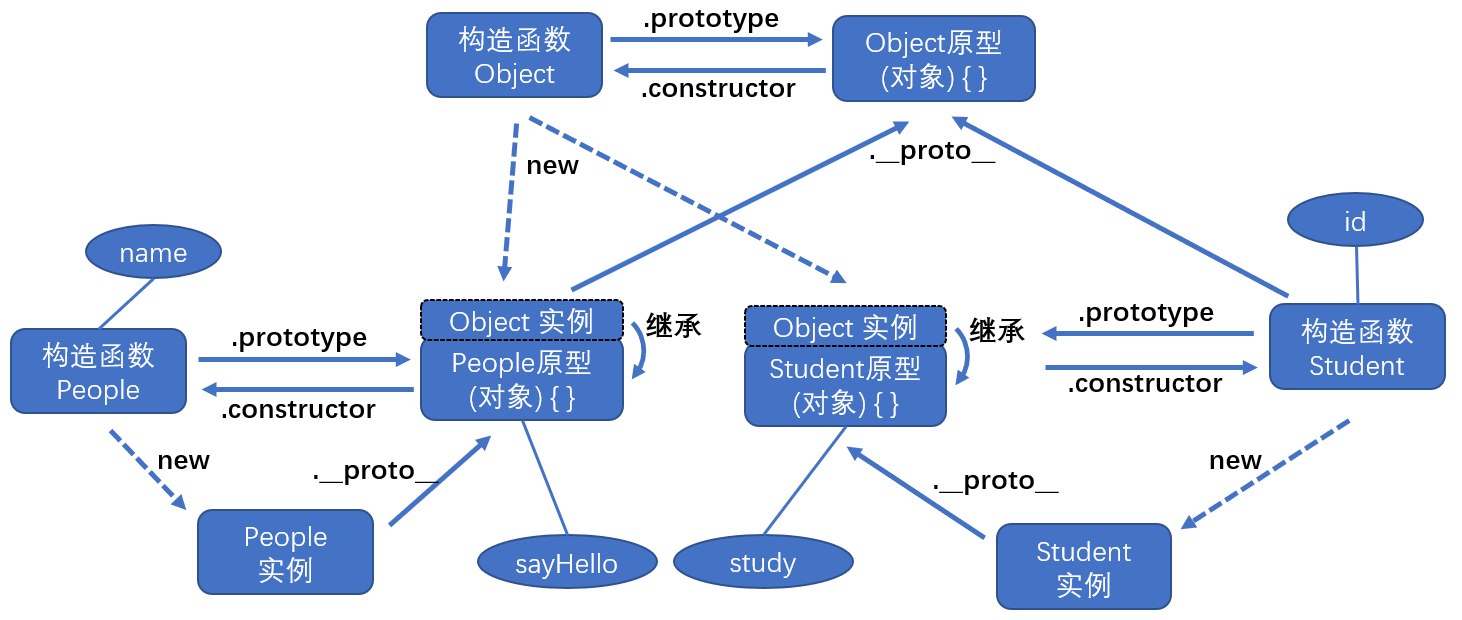 构造函数
Object
.prototype
.constructor
Object原型
(对象) { }
new
.__proto__
name
id
构造函数
People
.prototype
.constructor
Object 实例
People原型
(对象) { }
继承
Object 实例
Student原型
(对象) { }
继承
.prototype
.constructor
构造函数
Student
new
.__proto__
.__proto__
new
People
实例
sayHello
study
Student
实例